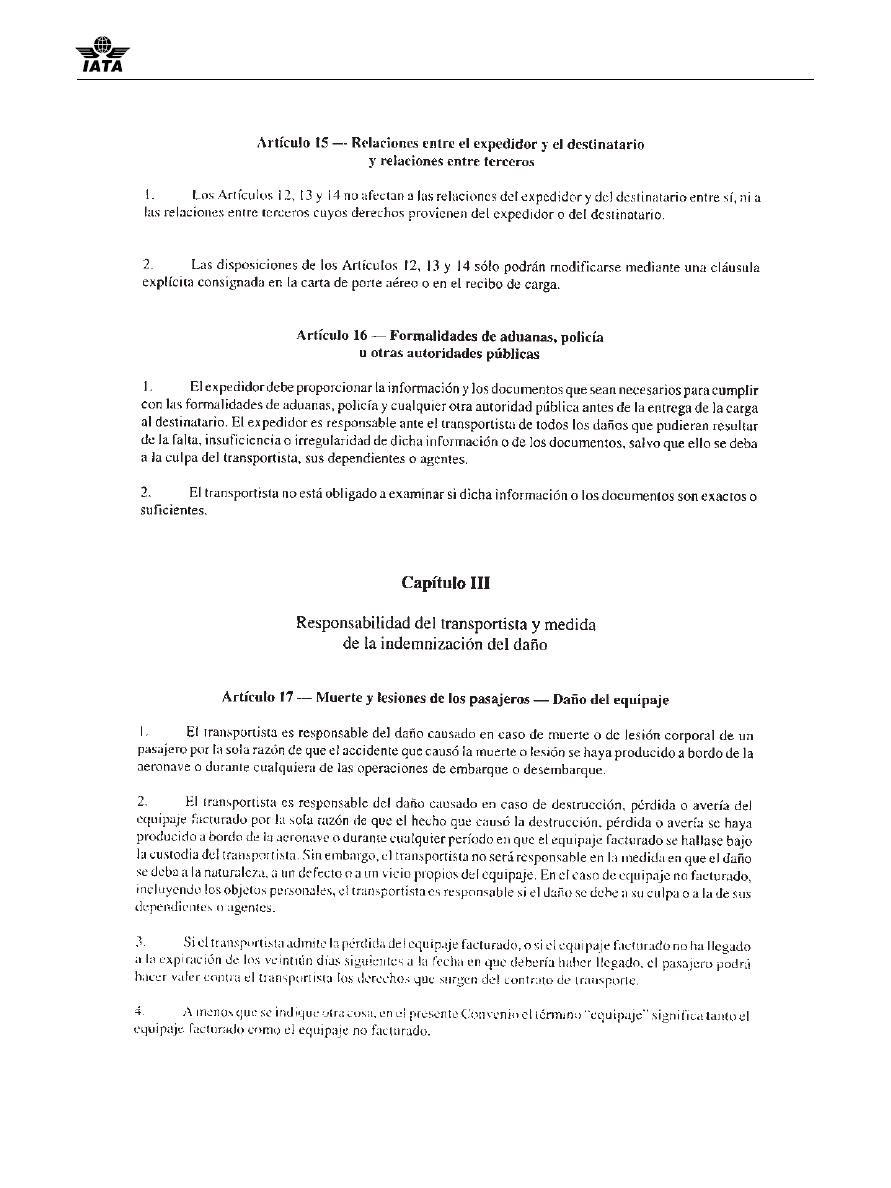 IATA
Artículo 15 — Relaciones entre el expedidor y el destinatario
y relaciones entre terceros
1. Los Artículos 12, 13 y 14 no afectan a las relaciones del expedidor y del destinatario entre sí, ni a
las relaciones entre terceros cuyos derechos provienen del expedidor o del destinatario.
2. Las disposiciones de los Artículos 12, 13 y 14 sólo podrán modificarse mediante una cláusula
explícita consignada en la carta de porte aéreo o en el recibo de carga.
Artículo 16 — Formalidades de aduanas, policía
u otras autoridades públicas
1. El expedidor debe proporcionar la información y los documentos que sean necesarios para cumplir
con las formalidades de aduanas, policía y cualquier otra autoridad pública antes de la entrega de la carga
al destinatario. El expedidor es responsable ante el transportista de todos los daños que pudieran resultar
de la falta, insuficiencia o irregularidad de dicha información o de los documentos, salvo que ello se deba
a la culpa del transportista, sus dependientes o agentes.
2. El transportista no está obligado a examinar si dicha información o los documentos son exactos o
suficientes.
Capítulo III
Responsabilidad del transportista y medida
de la indemnización del daño
Artículo 17 — Muerte y lesiones de los pasajeros — Daño del equipaje
1. El transportista es responsable del daño causado en caso de muerte o de lesión corporal de un
pasajero por la sola razón de que el accidente que causó la muerte o lesión se haya producido a bordo de la
aeronave o durante cualquiera de las operaciones de embarque o desembarque.
2. El transportista es responsable del daño causado en caso de destrucción, pérdida o avería del
equipaje facturado por la sola razón de que el hecho que causó la destrucción, pérdida o avería se haya
producido a bordo de la aeronave o durante cualquier período en que el equipaje facturado se hallase bajo
la custodia del transportista. Sin embargo, el transportista no será responsable en la medida en que el daño
se deba a la naturaleza, a un defecto o a un vicio propios del equipaje. En el caso de equipaje no facturado,
incluyendo los objetos personales, el transportista es responsable si el daño se debe a su culpa o a la de sus
dependientes o agentes.
3. Si el transportista admite la pérdida del equipaje facturado, o si el equipaje facturado no ha llegado
a la expiración de los veintiún días siguientes a la fecha en que debería haber llegado, el pasajero podrá
hacer valer contra el transportista los derechos que surgen del contrato de transporte.
4. A menos que se indique otra cosa, en el presente Convenio el término "equipaje" significa tanto el
equipaje facturado como el equipaje no facturado.